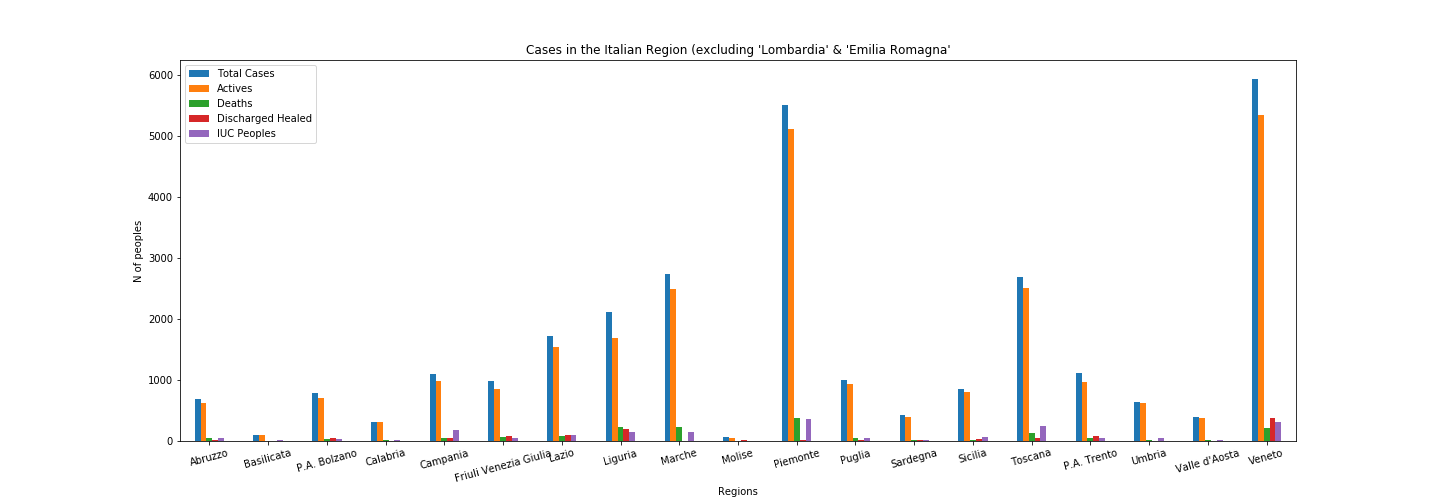 Cases in the Italian Region (excluding 'Lombardia' & 'Emilia Romagna'
Total Cases
Actives
Deaths
Discharged Healed
IUC Peoples
6000
5000
4000
3000
2000
1000
0
N of peoples
Abruzzo
Basilicata
P.A. Bolzano
Calabria
Campania
Friuli Venezia Giulia
Lazio
Liguria
Marche
Molise
Piemonte
Puglia
Sardegna
Sicilia
Toscana
P.A. Trento
Umbria
Valle d'Aosta
Veneto
Regions